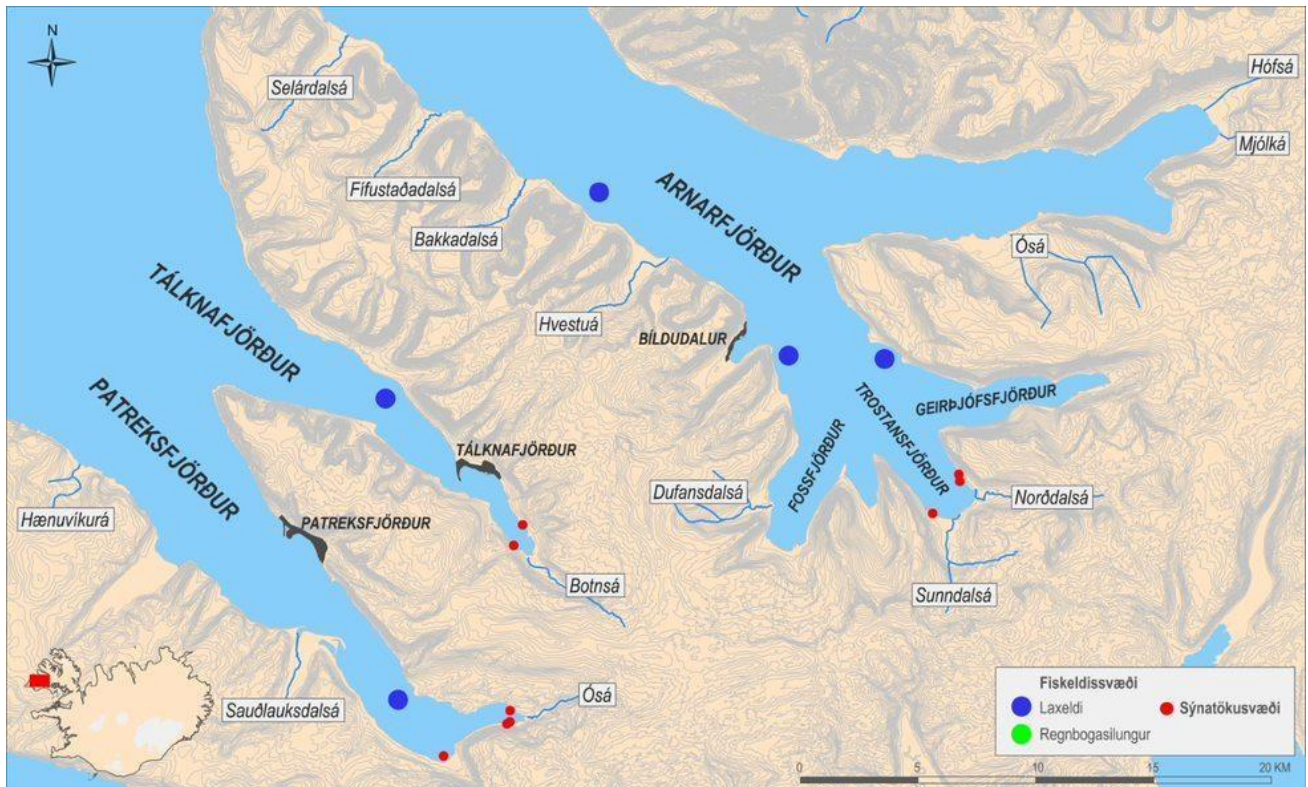 N
Selárdalsá
Hófsá
Mjólká
Fífustaðadalsá
ARNARFJÖRÐUR
Bakkadalsá
Ósá
TÁLKNAFJÖRÐUR
Hvestuá
BÍLDUDALUR
PATREKSFJÖRÐUR
TROSTANSFJÖRÐUR
GEIRÞJÓFSFJÖRÐUR
TÁLKNAFJÖRÐUR
FOSSFJÖRÐUR
Dufansdalsá
Norðdalsá
Hænuvíkurá
PATREKSFJÖRÐUR
Botnsá
Sunndalsá
Sauðlauksdalsá
Ósá
Fiskeldissvæði
Laxeldi
Sýnatökusvæði
Regnbogasilungur
0 5 10 15 20 KM